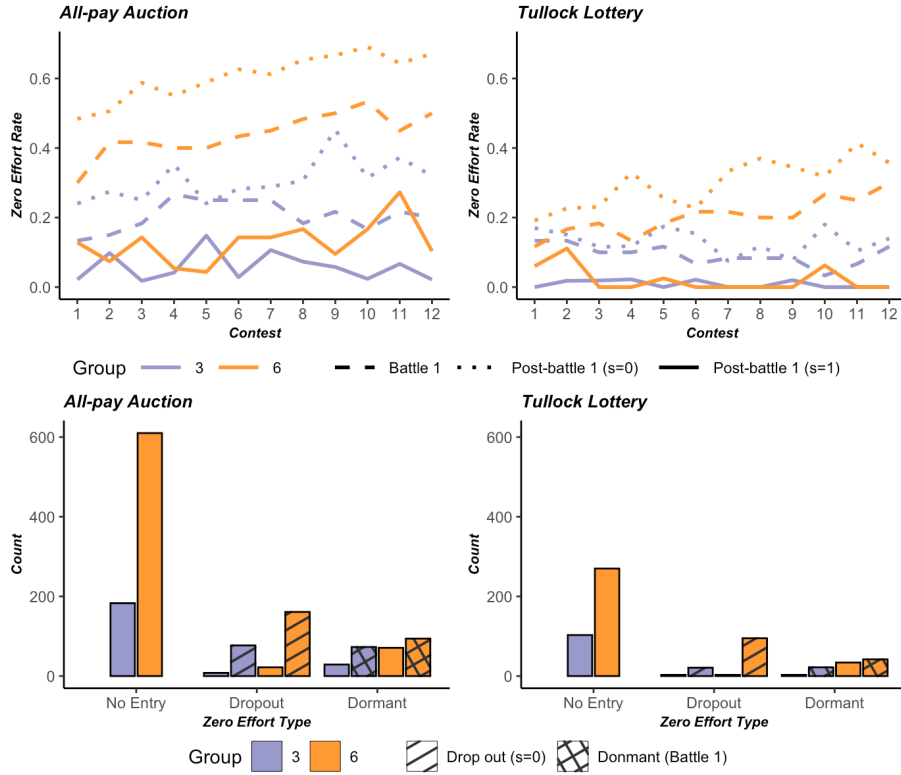 All-pay Auction
Tullock Lottery
Zero Effort Rate
0.6
0.4
0.2
0.0
1 2 3 4 5 6 7 8 9 10 11 12
Contest
Zero Effort Rate
0.6
0.4
0.2
0.0
1 2 3 4 5 6 7 8 9 10 11 12
Contest
Group 3 6 Battle 1 Post-battle 1 (s=0) Post-battle 1 (s=1)
All-pay Auction
Tullock Lottery
Count
600
400
200
0
No Entry Dropout Dormant
Zero Effort Type
Count
600
400
200
0
No Entry Dropout Dormant
Zero Effort Type
Group 3 6 Drop out (s=0) Donmant (Battle 1)